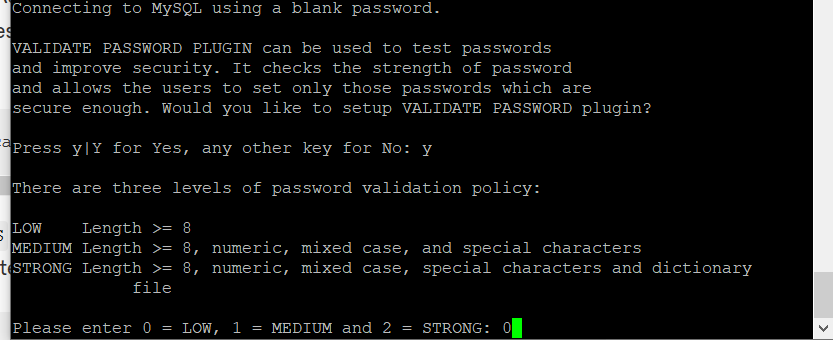 Connecting to MySQL using a blank password.
VALIDATE PASSWORD PLUGIN can be used to test passwords
and improve security. It checks the strength of password
and allows the users to set only those passwords which are
secure enough. Would you like to setup VALIDATE PASSWORD plugin?
Press y|Y for Yes, any other key for No: y
There are three levels of password validation policy:
LOW    Length >= 8
MEDIUM Length >= 8, numeric, mixed case, and special characters
STRONG Length >= 8, numeric, mixed case, special characters and dictionary
            file
Please enter 0 = LOW, 1 = MEDIUM and 2 = STRONG: 0